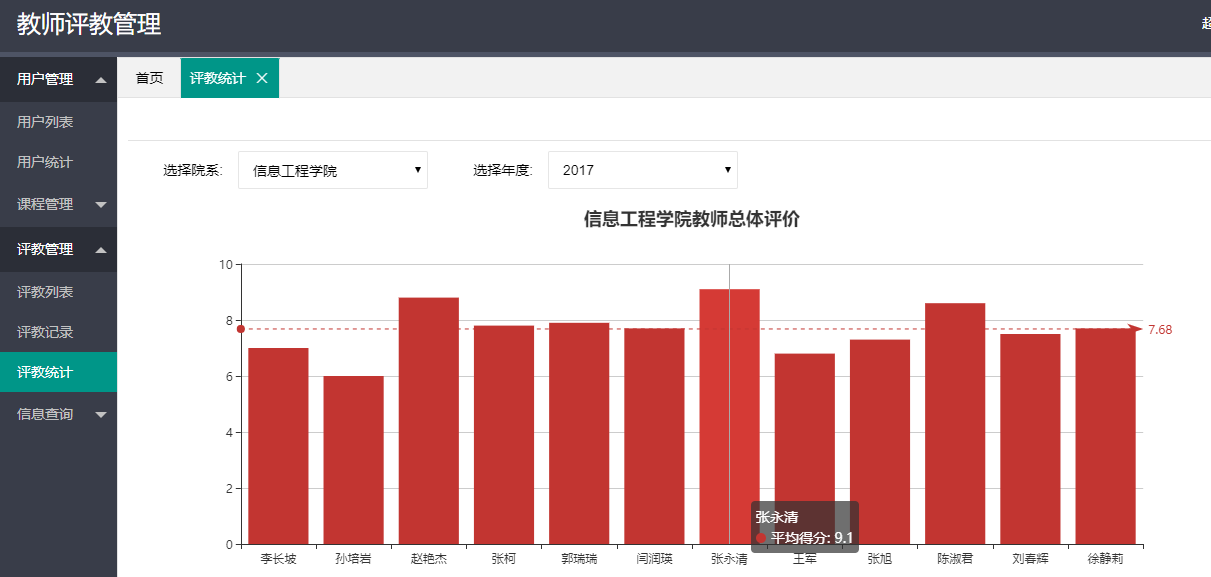 教师评教管理
超
用户管理
用户列表
用户统计
课程管理
评教管理
评教列表
评教记录
评教统计
信息查询
首页 评教统计
选择院系: 信息工程学院 选择年度: 2017
信息工程学院教师总体评价
10
8
6
4
2
0
7.68
张永清
平均得分: 9.1
李长坡 孙培岩 赵艳杰 张柯 郭瑞瑞 闫润瑛 张永清 王军 张旭 陈淑君 刘春辉 徐静莉